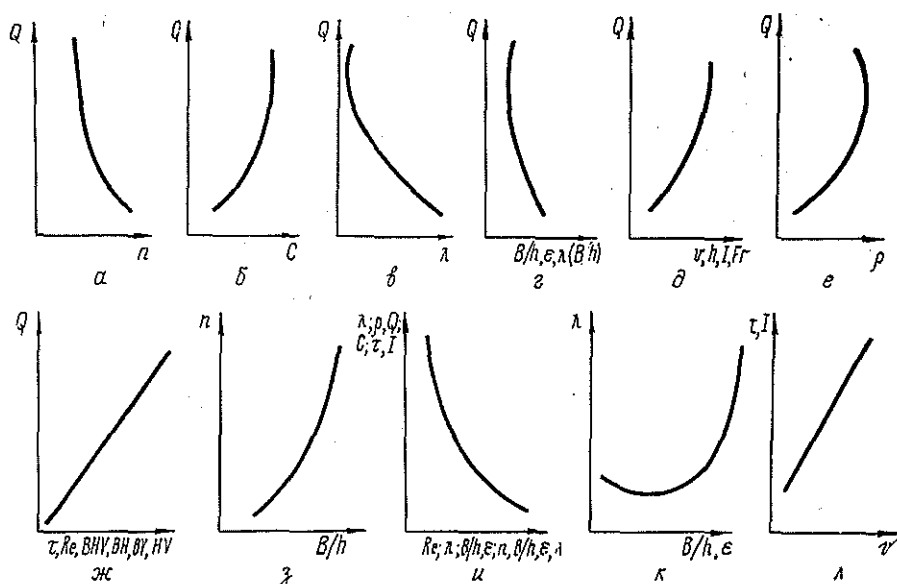 Q Q Q Q Q Q
n C λ B/h, ε, λ(B/h) v, h, I, Fr ρ
а б в г д е
Q n λ; ρ, Q; λ τ, I
C; τ, I
τ, Re, BHV, BH, BV, HV B/h Re; λ; B/h, ε; n, B/h, ε, λ B/h, ε v
ж з и к л